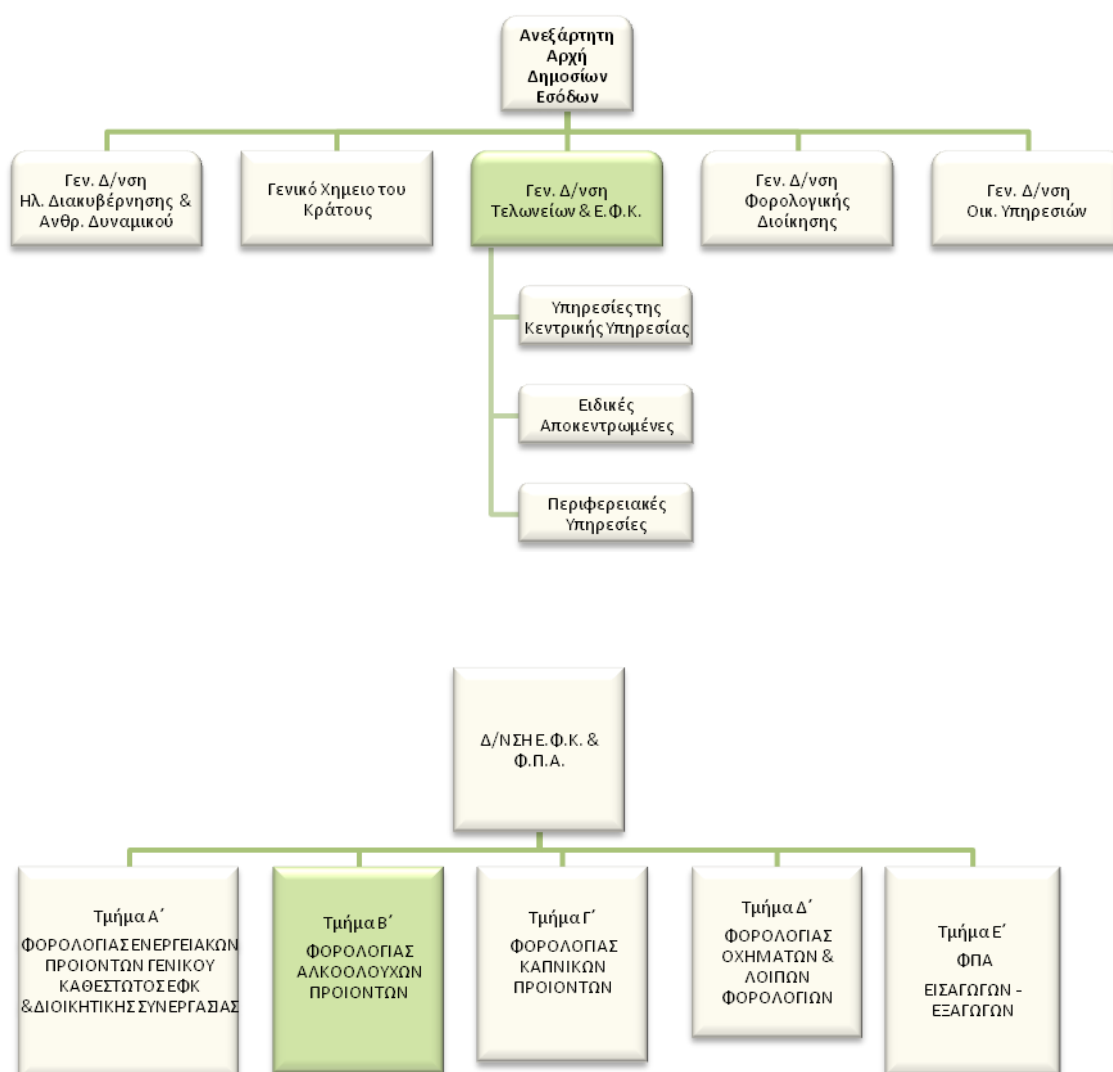 Ανεξάρτητη
Αρχή
Δημοσίων
Εσόδων
Γεν. Δ/νση
Ηλ. Διακυβέρνησης &
Ανθρ. Δυναμικού
Γενικό Χημειο του
Κράτους
Γεν. Δ/νση
Τελωνείων & Ε.Φ.Κ.
Γεν. Δ/νση
Φορολογικής
Διοίκησης
Γεν. Δ/νση
Οικ. Υπηρεσιών
Υπηρεσίες της
Κεντρικής Υπηρεσίας
Ειδικές
Αποκεντρωμένες
Περιφερειακές
Υπηρεσίες
Δ/ΝΣΗ Ε.Φ.Κ. &
Φ.Π.Α.
Τμήμα Α΄
ΦΟΡΟΛΟΓΙΑΣ ΕΝΕΡΓΕΙΑΚΩΝ
ΠΡΟΙΟΝΤΩΝ ΓΕΝΙΚΟΥ
ΚΑΘΕΣΤΩΤΟΣ ΕΦΚ
&ΔΙΟΙΚΗΤΙΚΗΣ ΣΥΝΕΡΓΑΣΙΑΣ
Τμήμα Β΄
ΦΟΡΟΛΟΓΙΑΣ
ΑΛΚΟΟΛΟΥΧΩΝ
ΠΡΟΙΟΝΤΩΝ
Τμήμα Γ΄
ΦΟΡΟΛΟΓΙΑΣ
ΚΑΠΝΙΚΩΝ
ΠΡΟΙΟΝΤΩΝ
Τμήμα Δ΄
ΦΟΡΟΛΟΓΙΑΣ
ΟΧΗΜΑΤΩΝ &
ΛΟΙΠΩΝ
ΦΟΡΟΛΟΓΙΩΝ
Τμήμα Ε΄
ΦΠΑ
ΕΙΣΑΓΩΓΩΝ -
ΕΞΑΓΩΓΩΝ